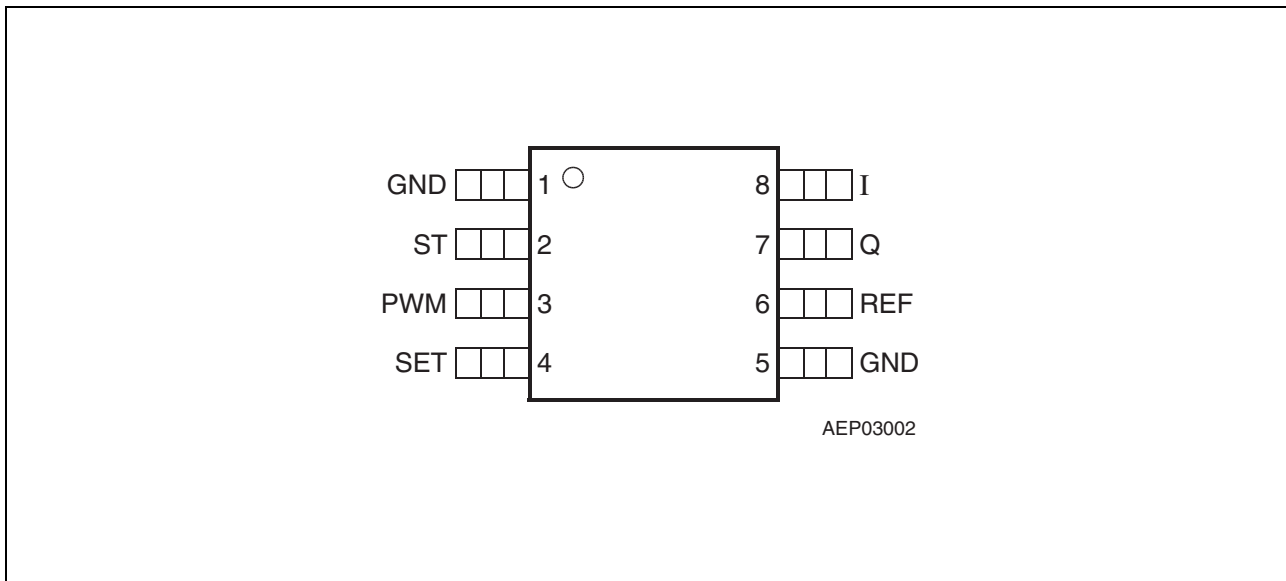 GND 1 8 I
ST 2 7 Q
PWM 3 6 REF
SET 4 5 GND
AEP03002